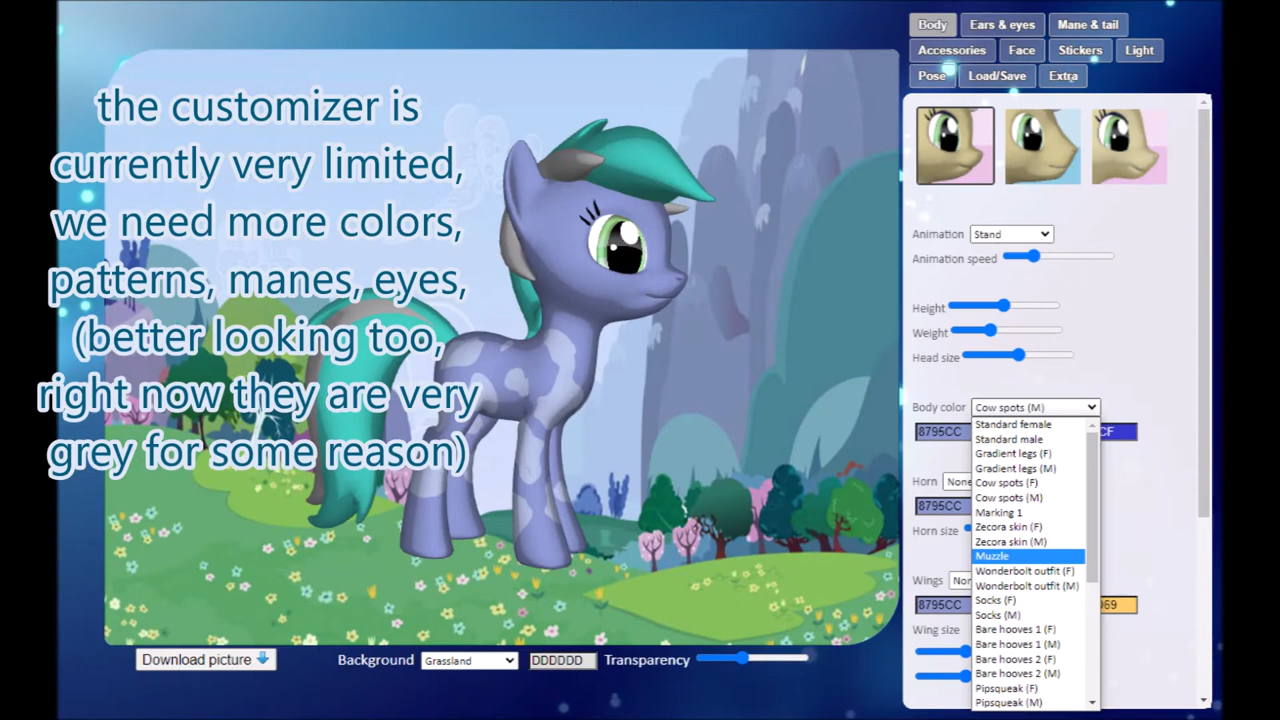 the customizer is
currently very limited,
we need more colors,
patterns, manes, eyes,
(better looking too,
right now they are very
grey for some reason)
Download picture
Background
Grassland
DDDDDD
Transparency
Body
Ears & eyes
Mane & tail
Accessories
Face
Stickers
Light
Pose
Load/Save
Extra
Animation
Stand
Animation speed
Height
Weight
Head size
Body color
Cow spots (M)
8795CC
CF
Standard female
Standard male
Gradient legs (F)
Gradient legs (M)
Cow spots (F)
Cow spots (M)
Marking 1
Zecora skin (F)
Zecora skin (M)
Muzzle
Wonderbolt outfit (F)
Wonderbolt outfit (M)
Socks (F)
Socks (M)
Bare hooves 1 (F)
Bare hooves 1 (M)
Bare hooves 2 (F)
Bare hooves 2 (M)
Pipsqueak (F)
Pipsqueak (M)
Horn
None
8795CC
Horn size
Wings
Non
8795CC
069
Wing size